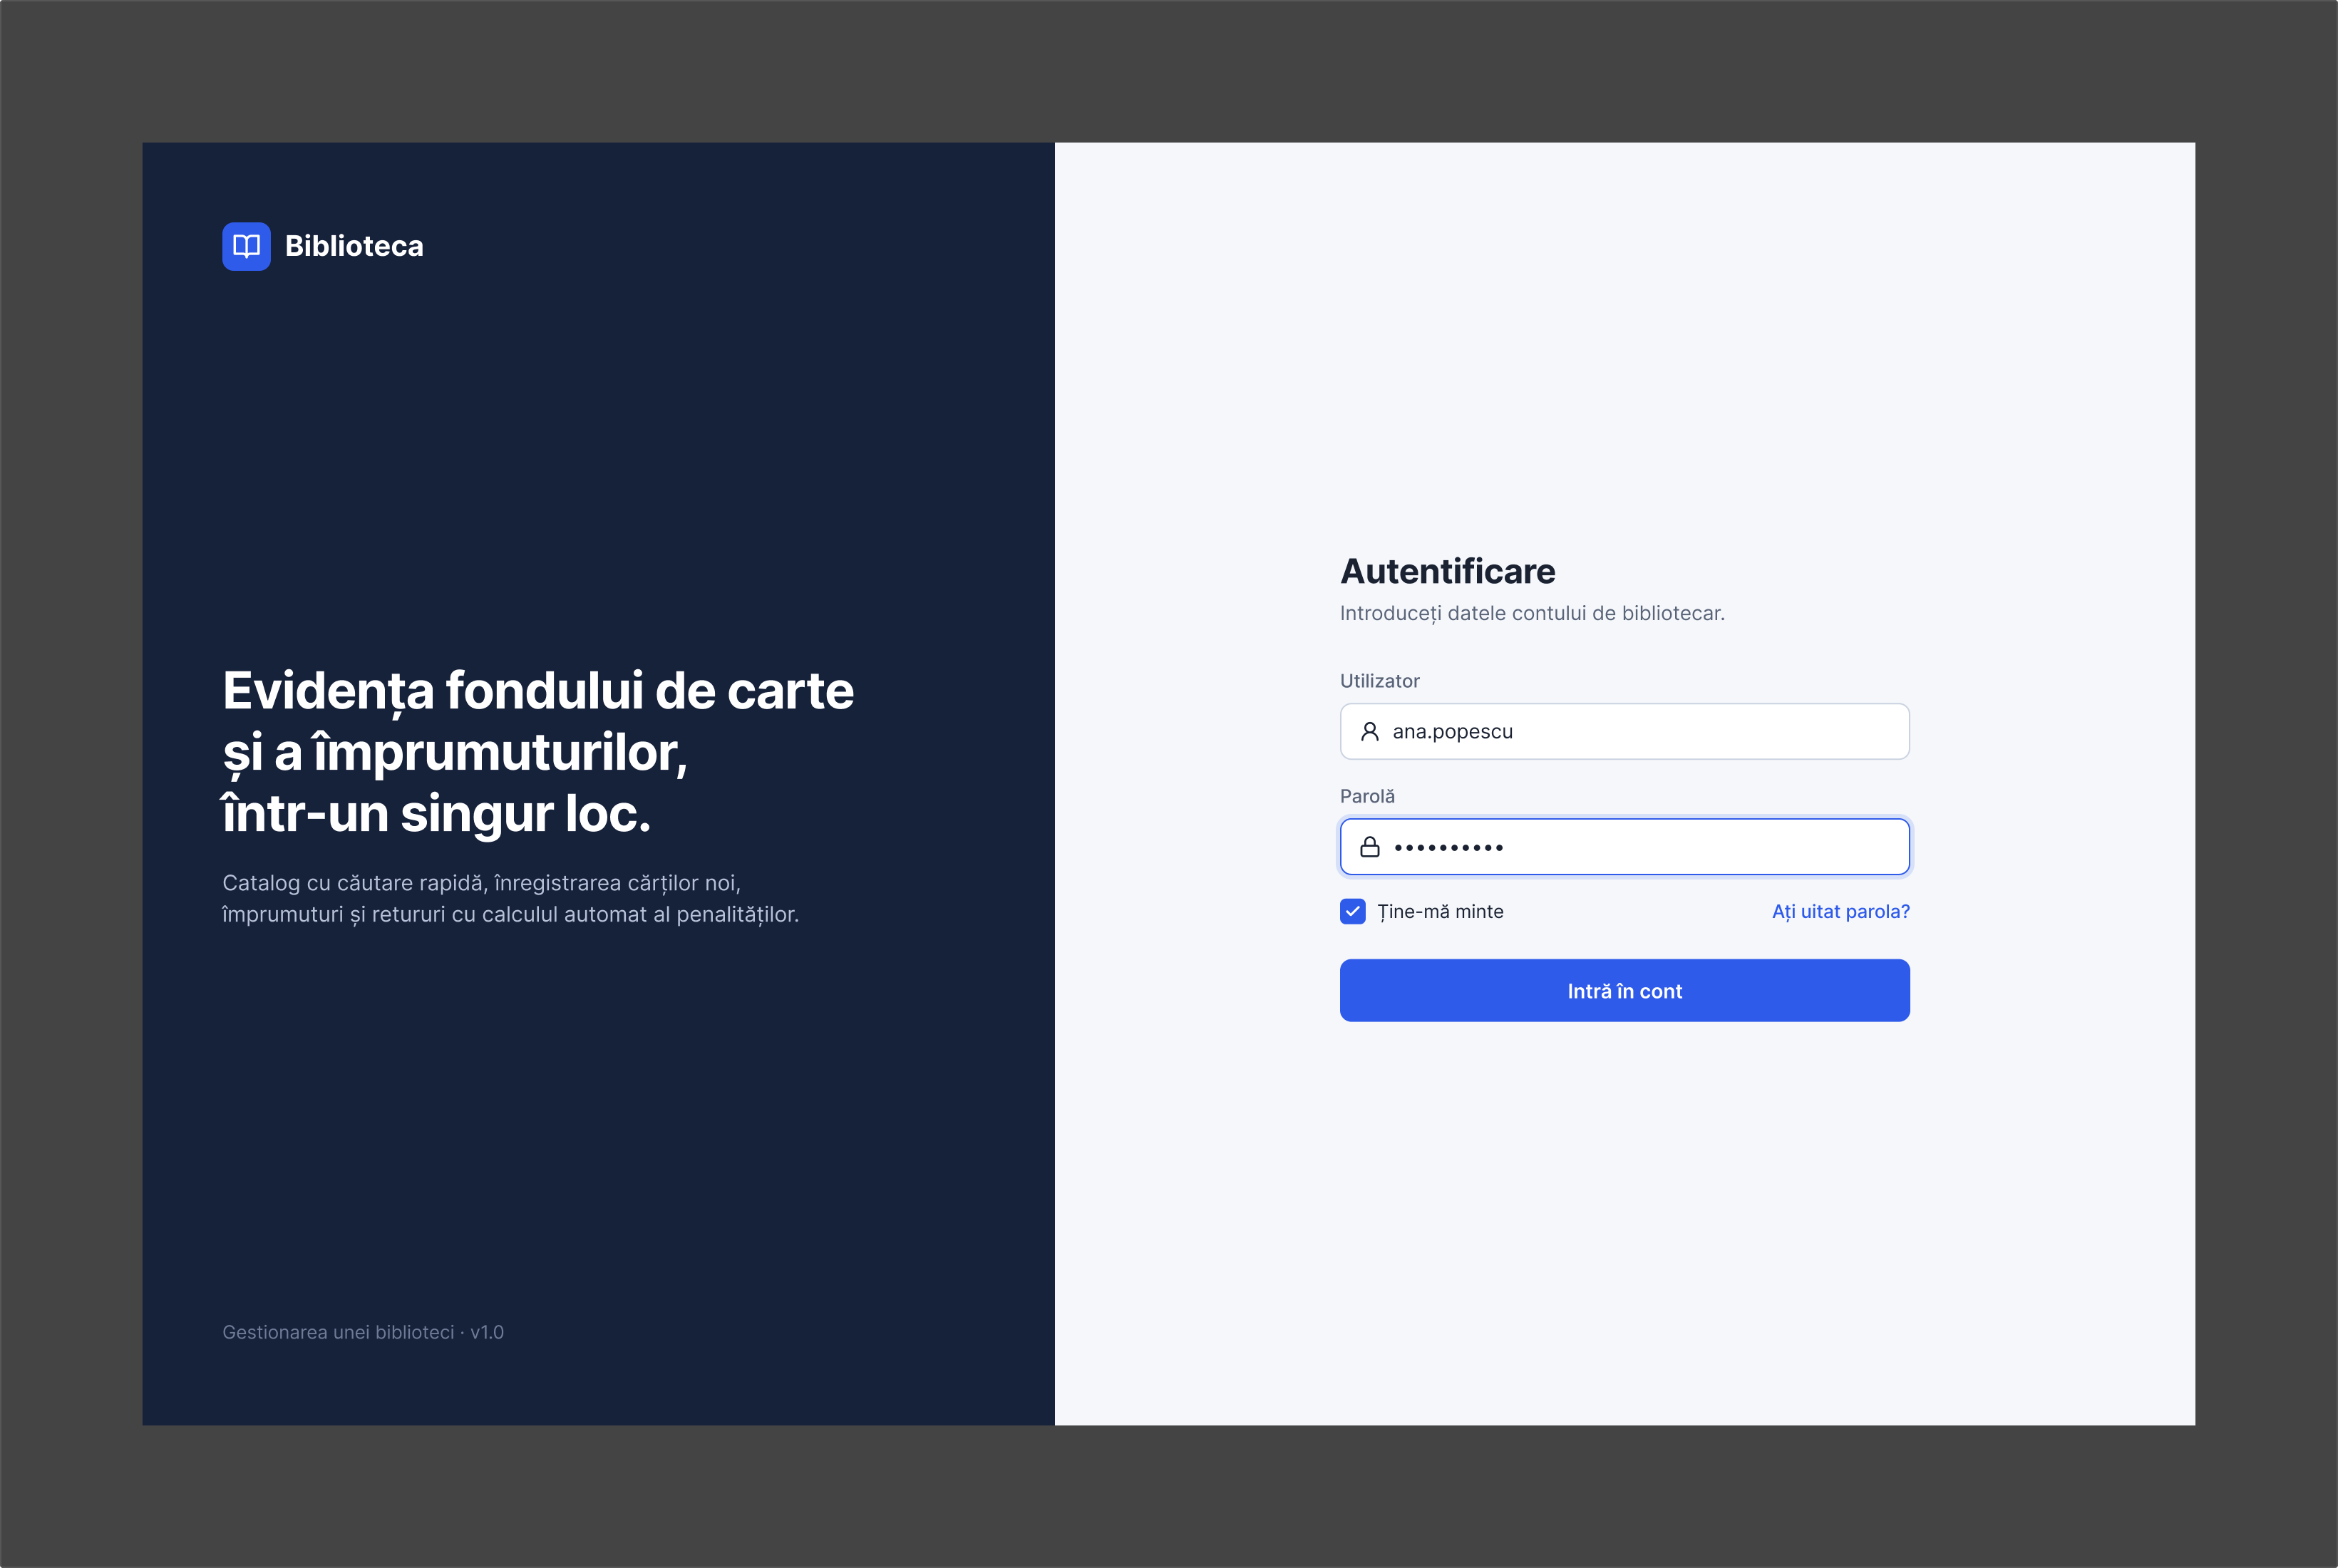 Biblioteca
Evidența fondului de carte
și a împrumuturilor,
într-un singur loc.
Catalog cu căutare rapidă, înregistrarea cărților noi,
împrumuturi și retururi cu calculul automat al penalităților.
Gestionarea unei biblioteci · v1.0
Autentificare
Introduceți datele contului de bibliotecar.
Utilizator
ana.popescu
Parolă
••••••••••
Ține-mă minte
Ați uitat parola?
Intră în cont